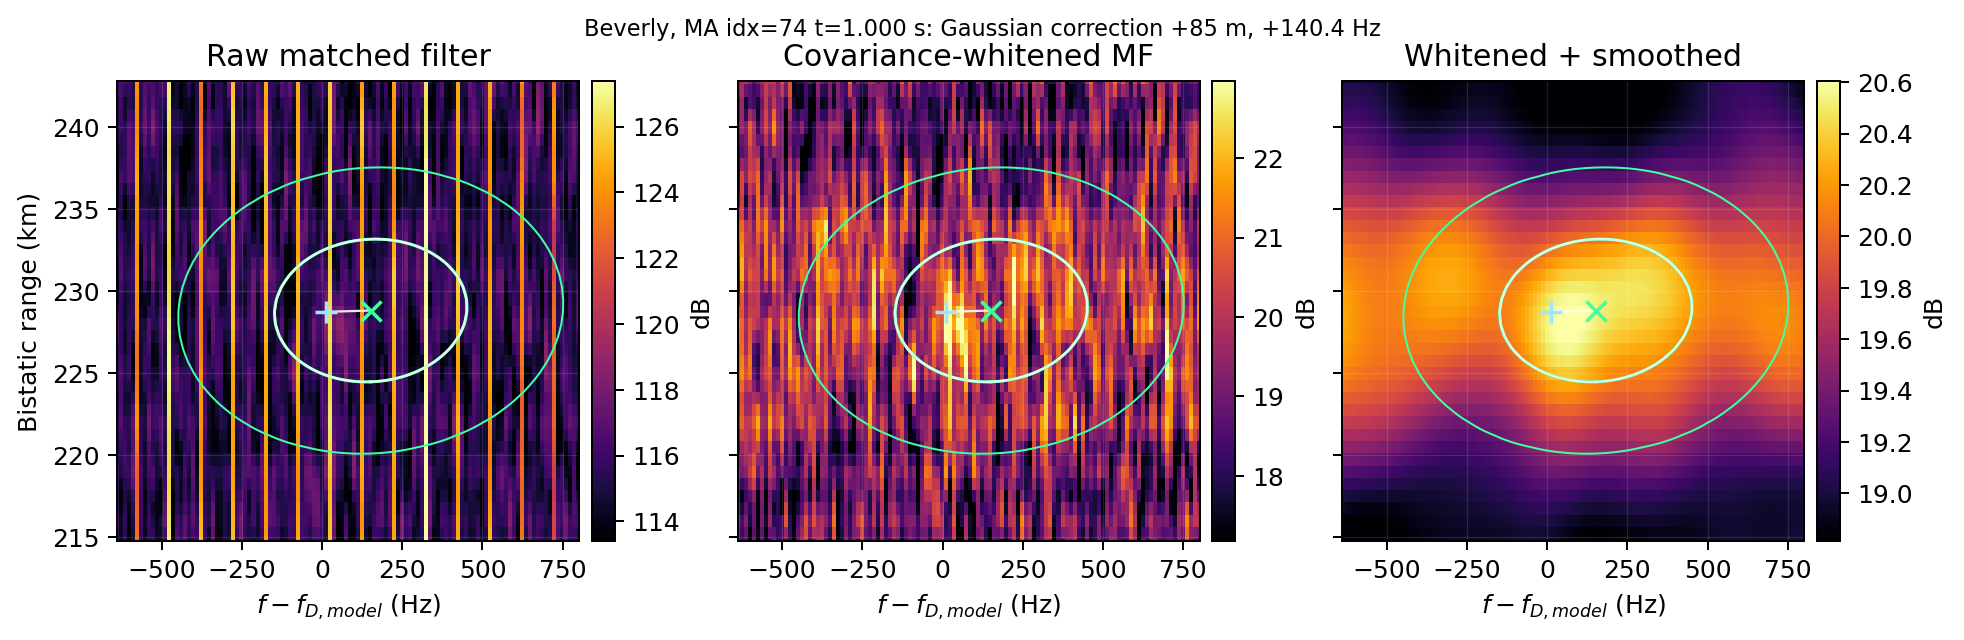 Beverly, MA idx=74 t=1.000 s: Gaussian correction +85 m, +140.4 Hz
Raw matched filter
Covariance-whitened MF
Whitened + smoothed
Bistatic range (km)
240
235
230
225
220
215
−500 −250 0 250 500 750
f − f_{D,model} (Hz)
126
124
122
120
118
116
114
dB
−500 −250 0 250 500 750
f − f_{D,model} (Hz)
22
21
20
19
18
dB
−500 −250 0 250 500 750
f − f_{D,model} (Hz)
20.6
20.4
20.2
20.0
19.8
19.6
19.4
19.2
19.0
dB